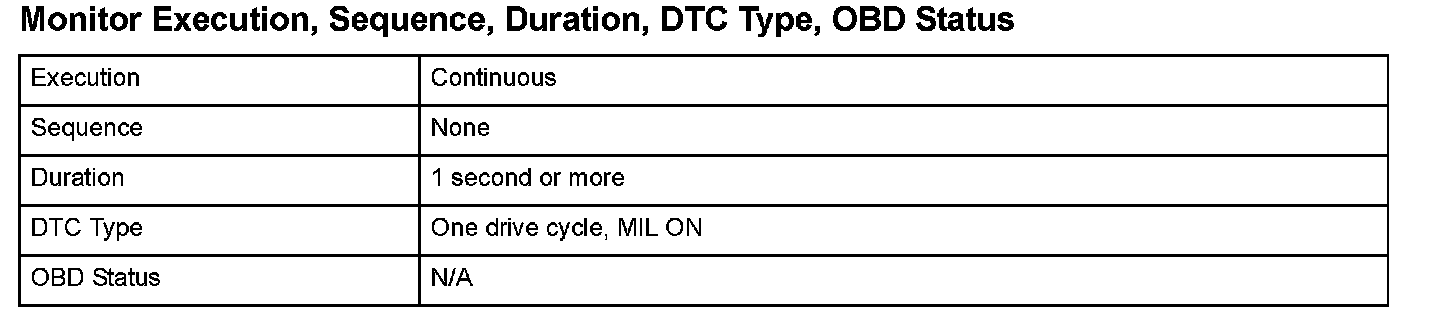 Monitor Execution, Sequence, Duration, DTC Type, OBD Status
Execution Continuous
Sequence None
Duration 1 second or more
DTC Type One drive cycle, MIL ON
OBD Status N/A